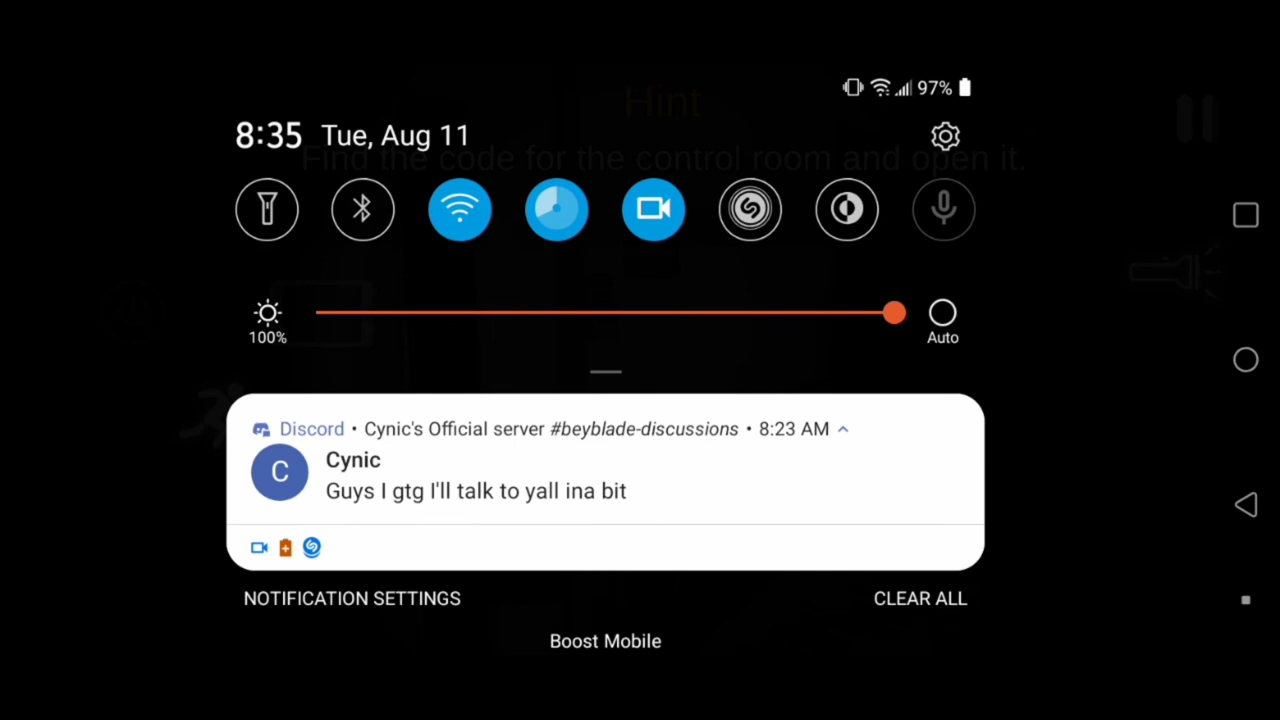 97%
Hint
8:35 Tue, Aug 11
Find the code for the control room and open it.
100%
Auto
Discord • Cynic's Official server #beyblade-discussions • 8:23 AM
C
Cynic
Guys I gtg I'll talk to yall ina bit
NOTIFICATION SETTINGS
CLEAR ALL
Boost Mobile